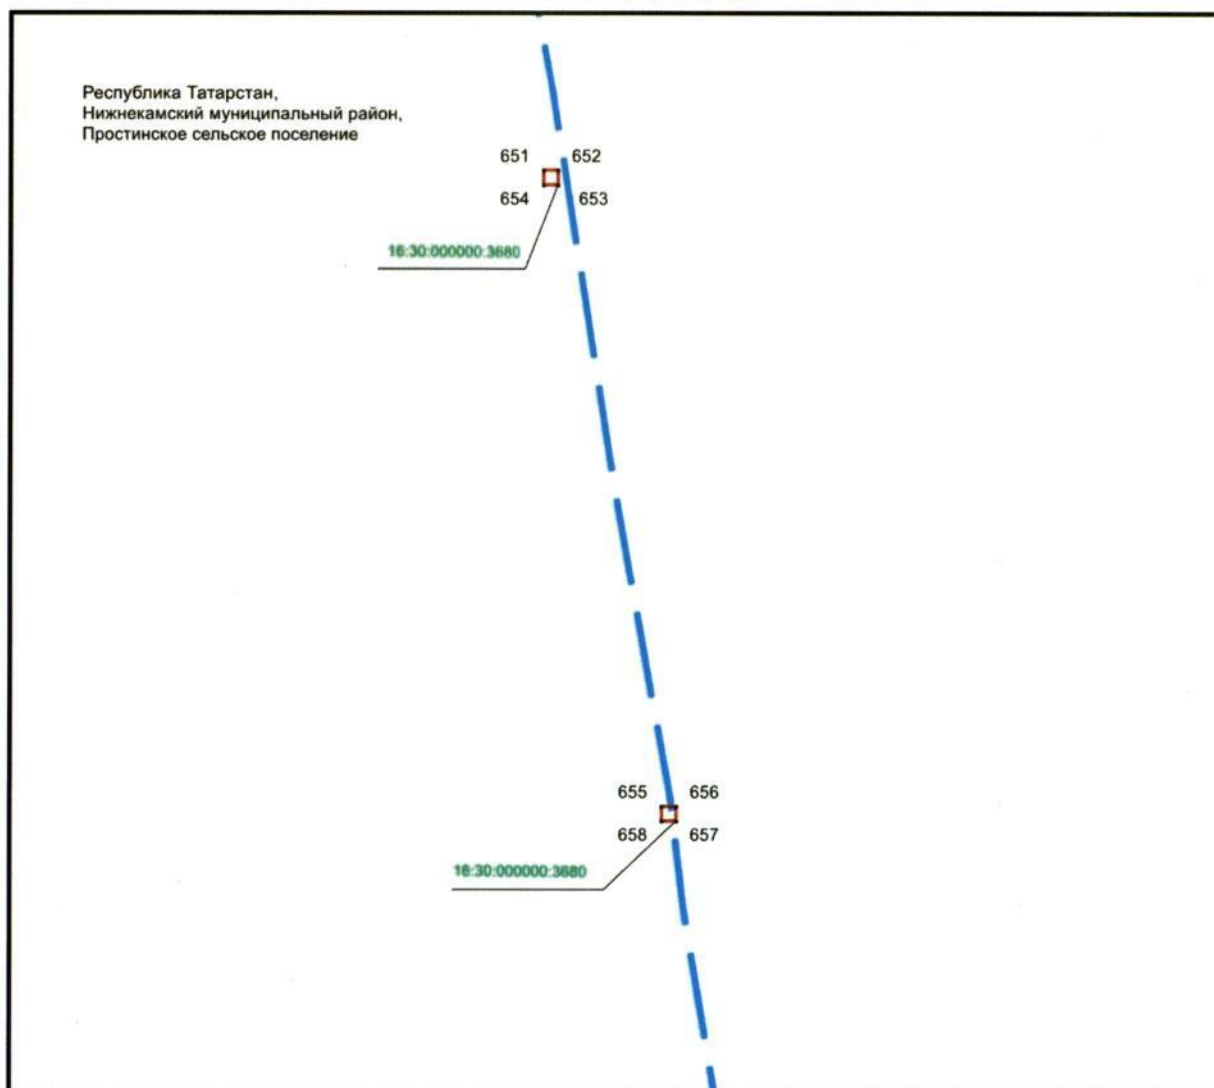 Республика Татарстан,
Нижнекамский муниципальный район,
Простинское сельское поселение
651 652
654 653
16:30:000000:3680
655 656
658 657
16:30:000000:3680